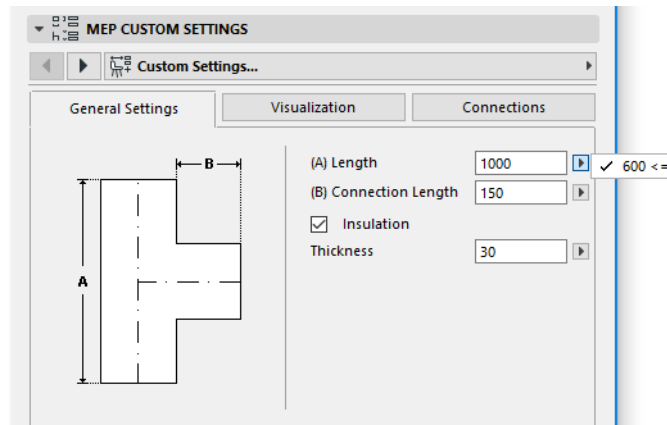 MEP CUSTOM SETTINGS
Custom Settings...
General Settings Visualization Connections
B
A
(A) Length 1000 ✓ 600 <=
(B) Connection Length 150
Insulation
Thickness 30